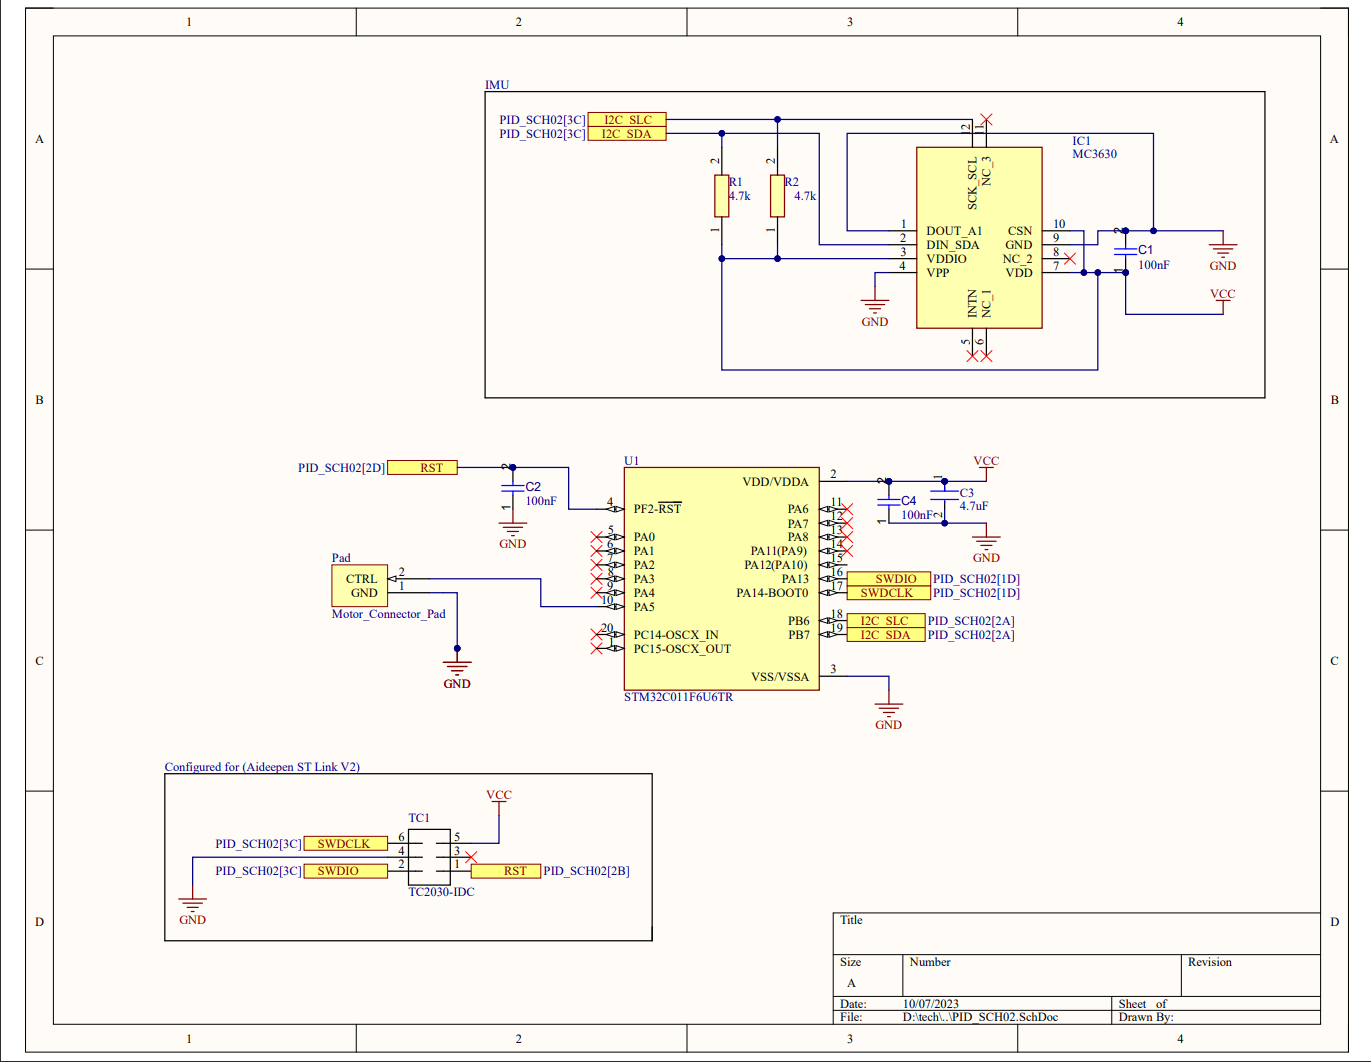 1 2 3 4
A A
B B
C C
D D
IMU
PID_SCH02[3C] I2C_SLC
PID_SCH02[3C] I2C_SDA
12 11
IC1
MC3630
SCK_SCL NC_3
2 2
R1 R2
4.7k 4.7k
1 1
1 DOUT_A1 CSN 10
2 DIN_SDA GND 9
3 VDDIO NC_2 8
4 VPP VDD 7
INTN NC_1
5 6
2
C1
100nF
1
GND
VCC
GND
PID_SCH02[2D] RST
2
C2
100nF
1
GND
U1
VDD/VDDA 2
VCC
4 PF2-RST
5 PA0
6 PA1
7 PA2
8 PA3
9 PA4
10 PA5
20 PC14-OSCX_IN
1 PC15-OSCX_OUT
PA6 11
PA7 12
PA8 13
PA11(PA9) 14
PA12(PA10) 15
PA13 16 SWDIO PID_SCH02[1D]
PA14-BOOT0 17 SWDCLK PID_SCH02[1D]
PB6 18 I2C_SLC PID_SCH02[2A]
PB7 19 I2C_SDA PID_SCH02[2A]
VSS/VSSA 3
STM32C011F6U6TR
GND
2 1
C4 C3
100nF 4.7uF
1 2
GND
Pad
CTRL 2
GND 1
Motor_Connector_Pad
GND
Configured for (Aideepen ST Link V2)
VCC
TC1
PID_SCH02[3C] SWDCLK 6 5
4 3
PID_SCH02[3C] SWDIO 2 1 RST PID_SCH02[2B]
TC2030-IDC
GND
Title
Size Number Revision
A
Date: 10/07/2023 Sheet of
File: D:\tech\..\PID_SCH02.SchDoc Drawn By:
1 2 3 4